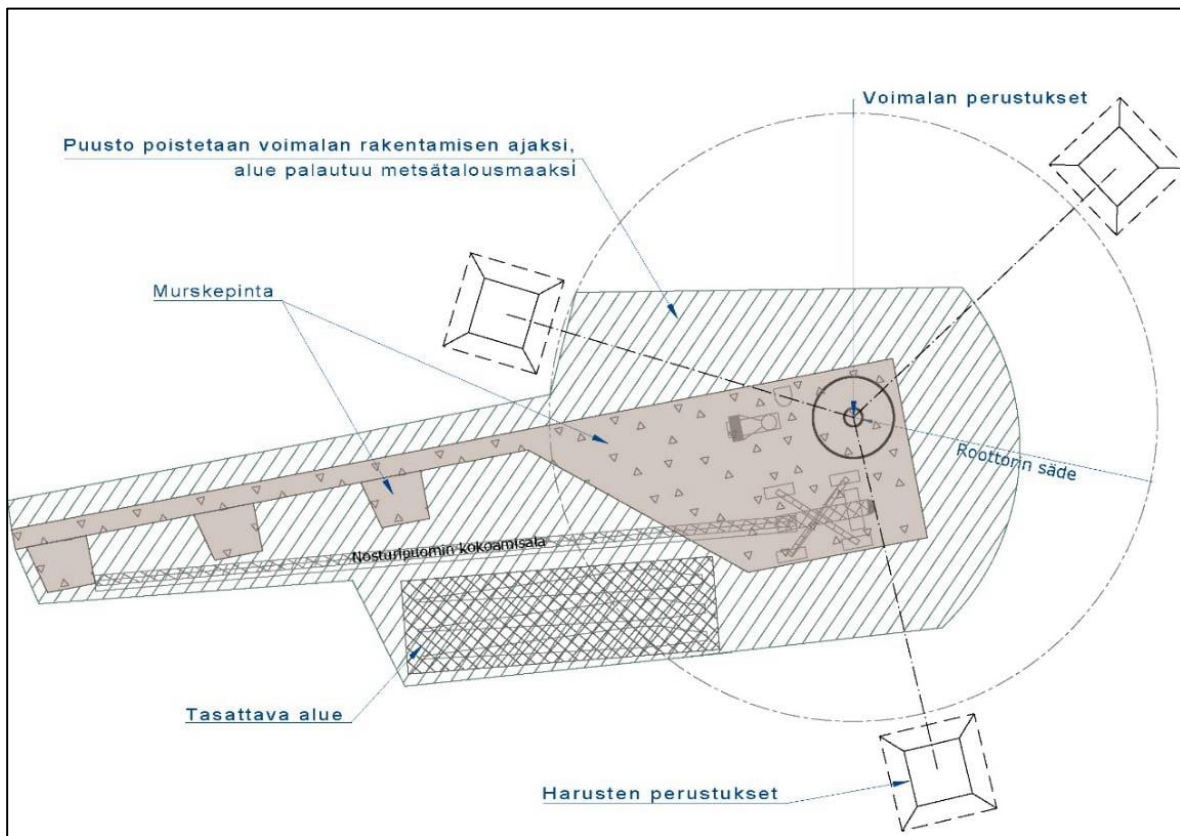 Voimalan perustukset
Puusto poistetaan voimalan rakentamisen ajaksi,
alue palautuu metsätalousmaaksi
Murskepinta
Roottorin säde
Nosturipuomin kokoamisala
Tasattava alue
Harusten perustukset